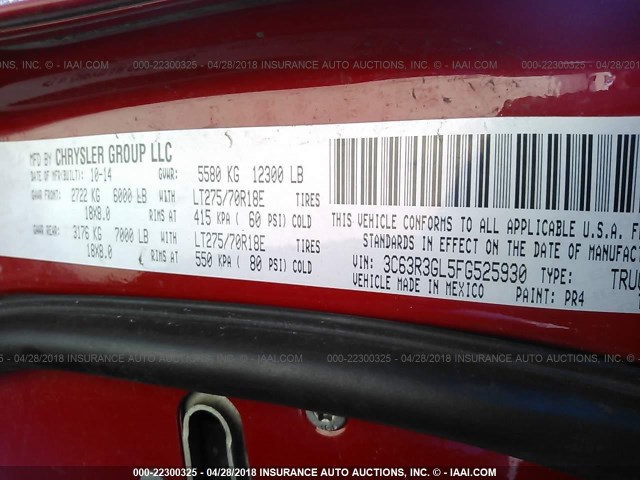 INC. - © IAAI.COM 000-22300325 | 04/28/2018 INSURANCE AUTO AUCTIONS, INC. - © IAAI.COM 000-22300325 | 04/28/2018 INSURANCE AUTO AUCTIONS,
MFD BY CHRYSLER GROUP LLC
DATE OF MFR(BUILT): 10-14 GVWR: 5580 KG 12300 LB
GAWR FRONT: 2722 KG 6000 LB WITH LT275/70R18E TIRES
18X8.0 RIMS AT 415 KPA ( 60 PSI) COLD
GAWR REAR: 3176 KG 7000 LB WITH LT275/70R18E TIRES
18X8.0 RIMS AT 550 KPA ( 80 PSI) COLD
THIS VEHICLE CONFORMS TO ALL APPLICABLE U.S.A.
STANDARDS IN EFFECT ON THE DATE OF
VIN: 3C63R3GL5FG525930 TYPE:
VEHICLE MADE IN MEXICO PAINT: PR4
INC. - © IAAI.COM 000-22300325 | 04/28/2018 INSURANCE AUTO AUCTIONS, INC. - © IAAI.COM 000-22300325 | 04/28/2018 INSURANCE AUTO AUCTIONS,
000-22300325 | 04/28/2018 INSURANCE AUTO AUCTIONS, INC. - © IAAI.COM